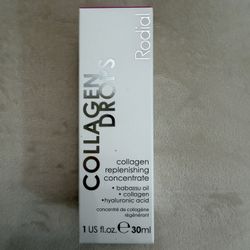 Rodial
COLLAGEN
DROPS
collagen
replenishing
concentrate
• babassu oil
• collagen
•hyaluronic acid
concentré de collagène
régénérant
1 US fl.oz. e 30ml